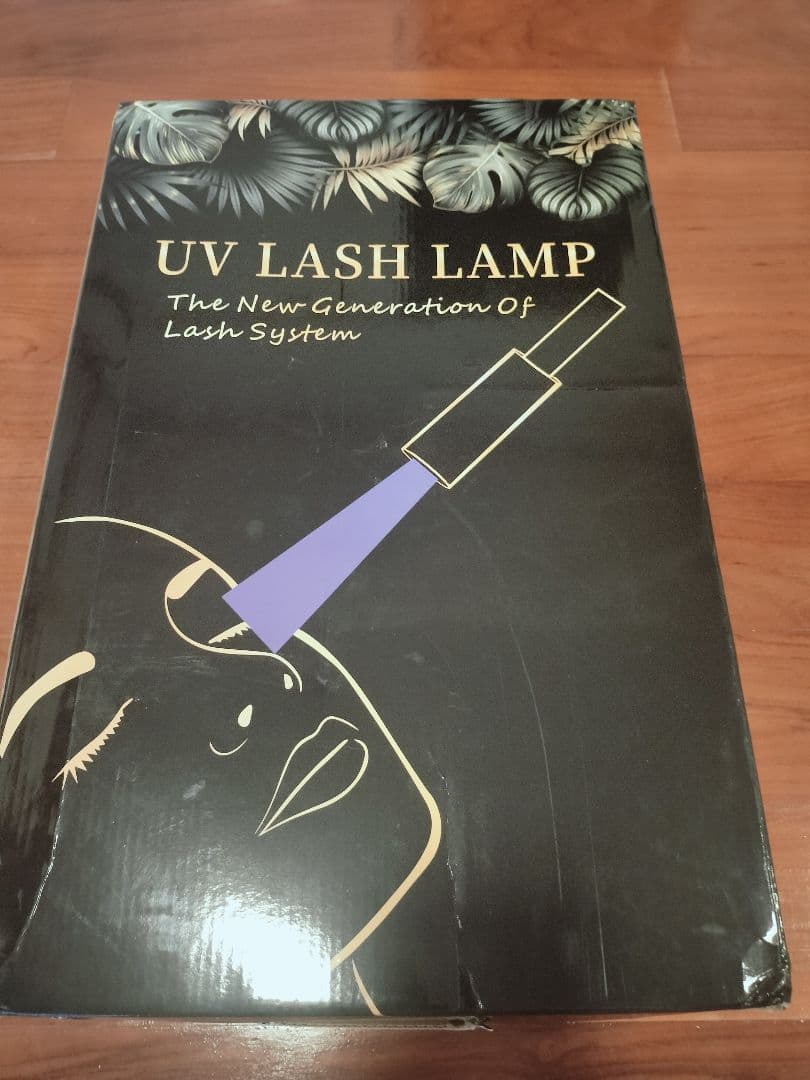 UV LASH LAMP
The New Generation Of
Lash System